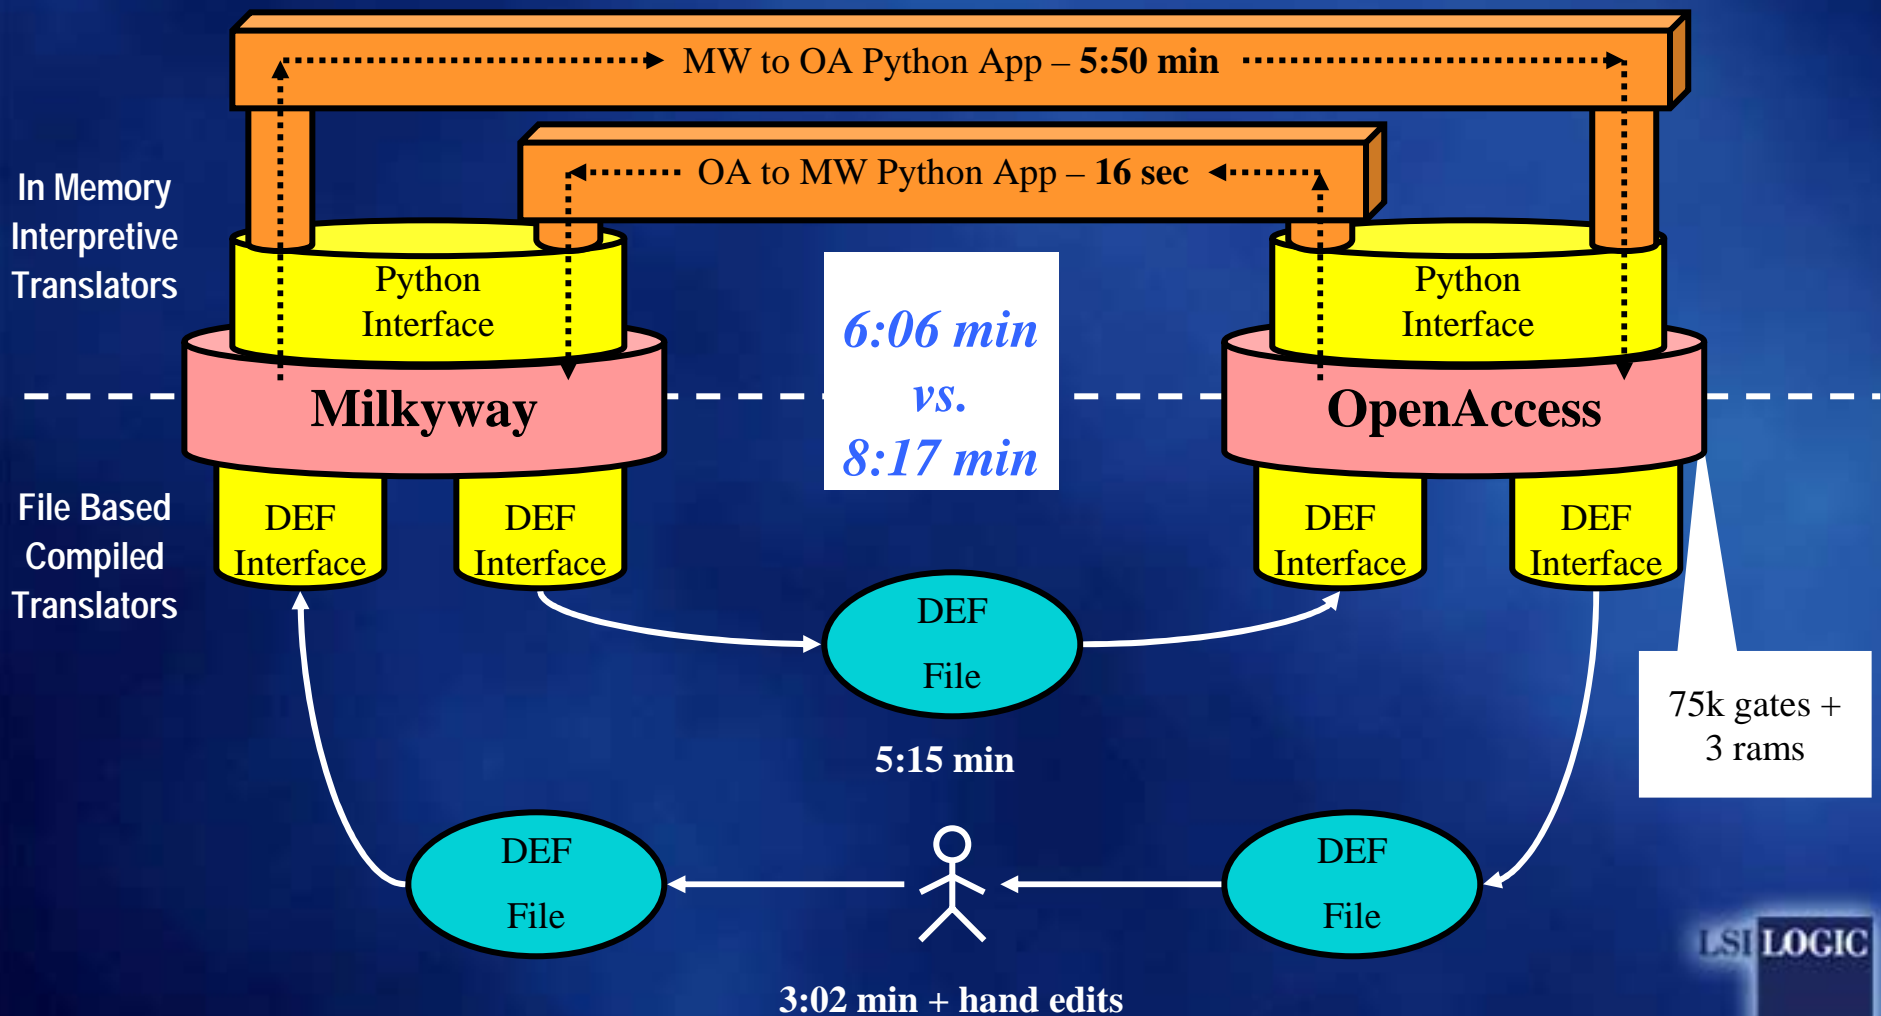 MW to OA Python App – 5:50 min
OA to MW Python App – 16 sec
In Memory
Interpretive
Translators
Python
Interface
Python
Interface
6:06 min
vs.
8:17 min
Milkyway
OpenAccess
File Based
Compiled
Translators
DEF
Interface
DEF
Interface
DEF
Interface
DEF
Interface
DEF
File
5:15 min
75k gates +
3 rams
DEF
File
DEF
File
3:02 min + hand edits
LSI LOGIC